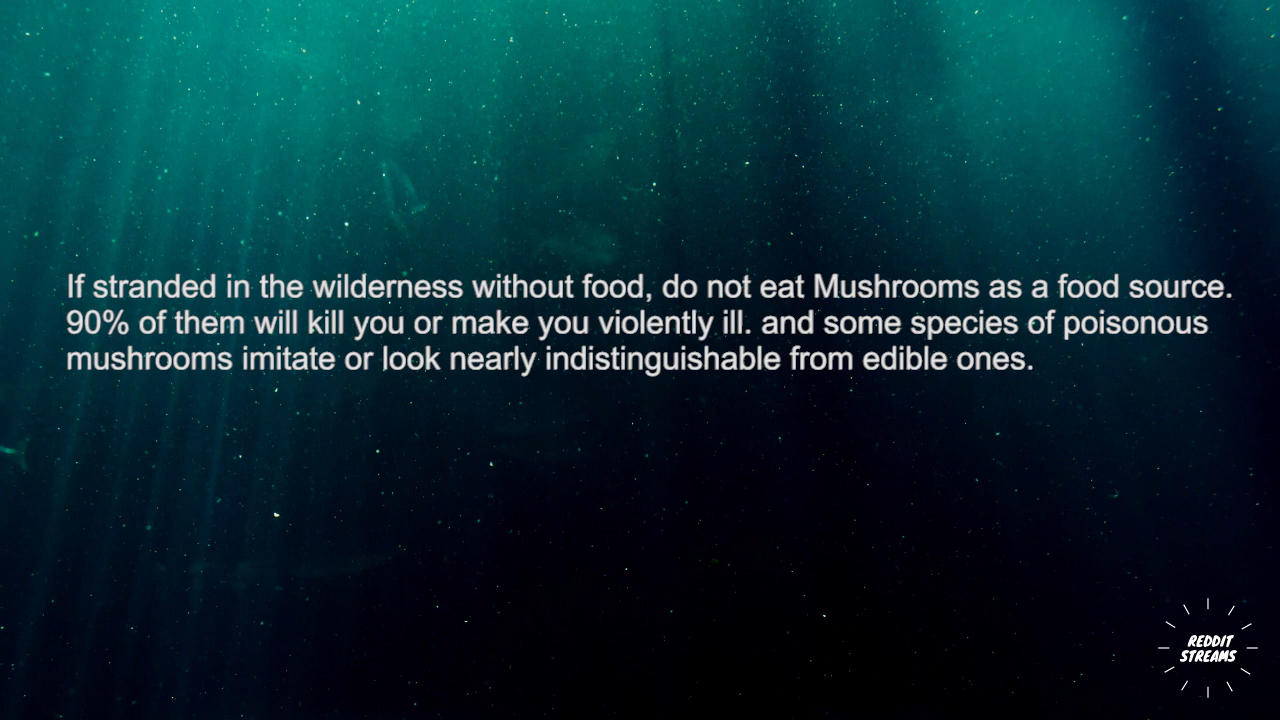 If stranded in the wilderness without food, do not eat Mushrooms as a food source.
90% of them will kill you or make you violently ill. and some species of poisonous
mushrooms imitate or look nearly indistinguishable from edible ones.
REDDIT
STREAMS